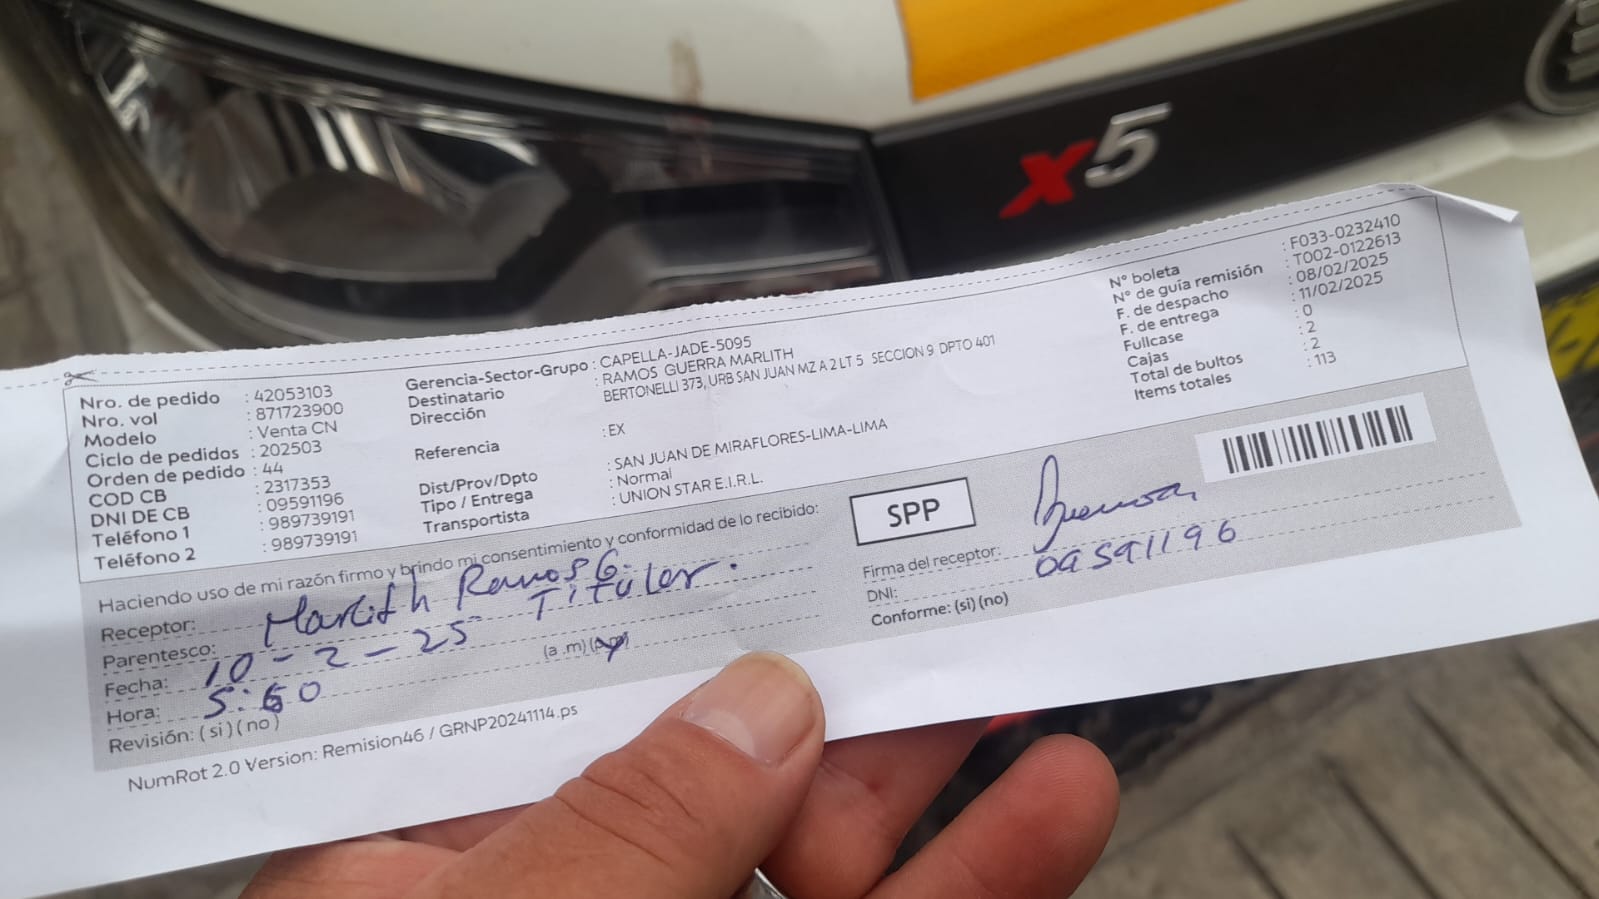 X5
Nro. de pedido : 42053103
Nro. vol : 871723900
Modelo : Venta CN
Ciclo de pedidos : 202503
Orden de pedido : 44
COD CB : 2317353
DNI DE CB : 09591196
Teléfono 1 : 989739191
Teléfono 2 : 989739191
Gerencia-Sector-Grupo : CAPELLA-JADE-5095
Destinatario : RAMOS GUERRA MARLITH
Dirección : BERTONELLI 373, URB SAN JUAN MZ A 2 LT 5 SECCION 9 DPTO 401
Referencia : EX
Dist/Prov/Dpto : SAN JUAN DE MIRAFLORES-LIMA-LIMA
Tipo / Entrega : Normal
Transportista : UNION STAR E.I.R.L.
N° boleta : F033-0232410
N° de guía remisión : T002-0122613
F. de despacho : 08/02/2025
F. de entrega : 11/02/2025
Fullcase : 0
Cajas : 2
Total de bultos : 2
Items totales : 113
Haciendo uso de mi razón firmo y brindo mi consentimiento y conformidad de lo recibido:
SPP
Receptor: Marlith Ramos G.
Parentesco: Titular.
Fecha: 10-2-25
Hora: (a .m)
Revisión: ( si ) ( no )
Firma del receptor:
DNI: 09591196
Conforme: (si) (no)
NumRot 2.0 Version: Remision46 / GRNP20241114.ps